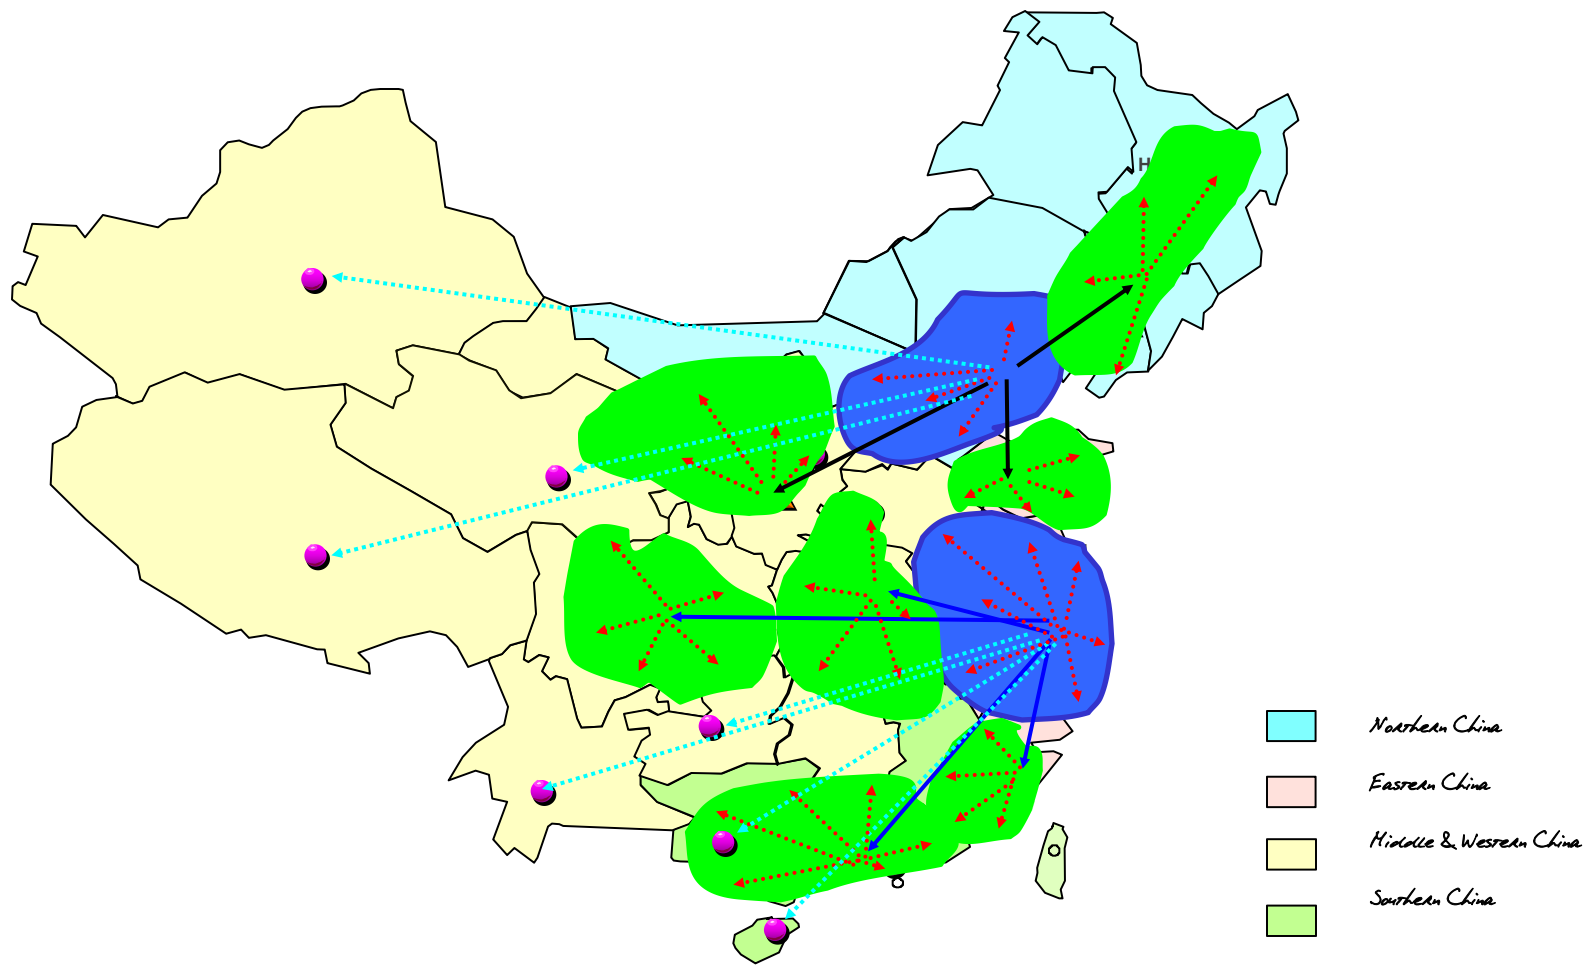 H
Northern China
Eastern China
Middle & Western China
Southern China